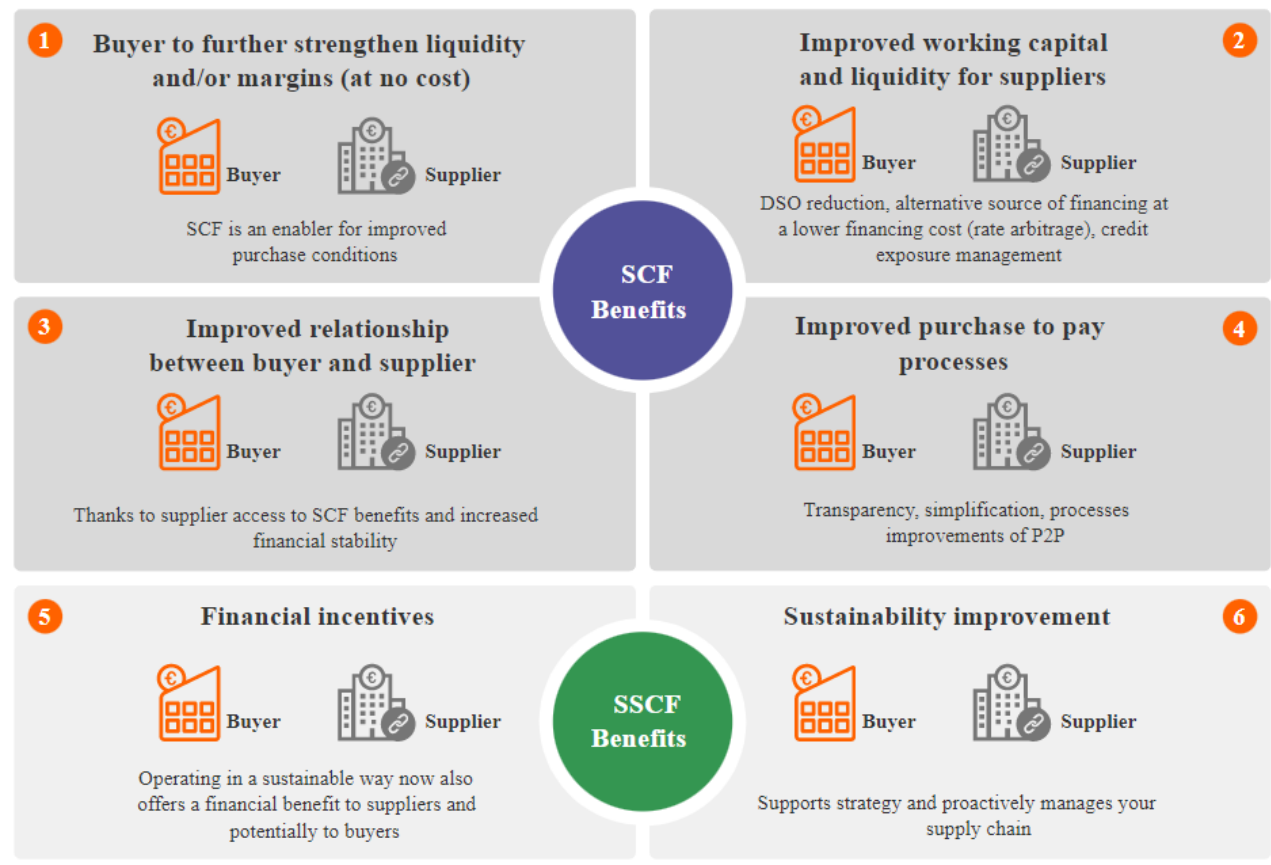 1
Buyer to further strengthen liquidity
and/or margins (at no cost)
€
Buyer
€
Supplier
SCF is an enabler for improved
purchase conditions
2
Improved working capital
and liquidity for suppliers
€
Buyer
€
Supplier
DSO reduction, alternative source of financing at
a lower financing cost (rate arbitrage), credit
exposure management
SCF
Benefits
3
Improved relationship
between buyer and supplier
€
Buyer
€
Supplier
Thanks to supplier access to SCF benefits and increased
financial stability
4
Improved purchase to pay
processes
€
Buyer
€
Supplier
Transparency, simplification, processes
improvements of P2P
5
Financial incentives
€
Buyer
€
Supplier
Operating in a sustainable way now also
offers a financial benefit to suppliers and
potentially to buyers
SSCF
Benefits
6
Sustainability improvement
€
Buyer
€
Supplier
Supports strategy and proactively manages your
supply chain